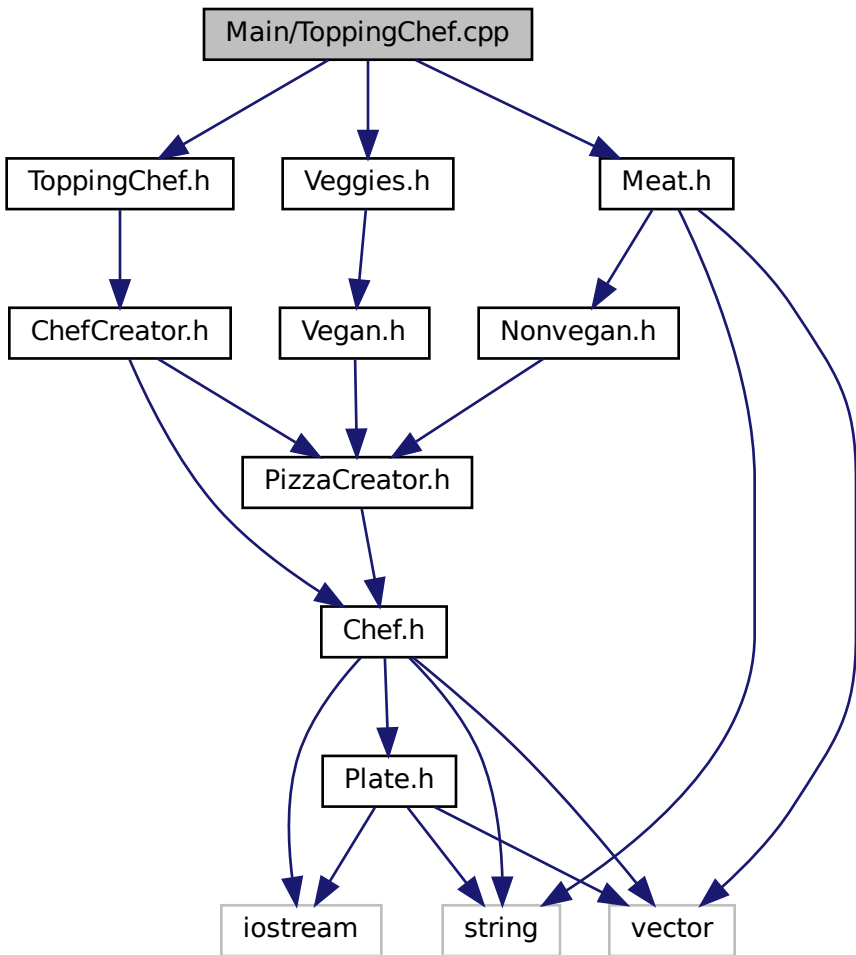 Main/ToppingChef.cpp
ToppingChef.h
Veggies.h
Meat.h
ChefCreator.h
Vegan.h
Nonvegan.h
PizzaCreator.h
Chef.h
Plate.h
iostream
string
vector